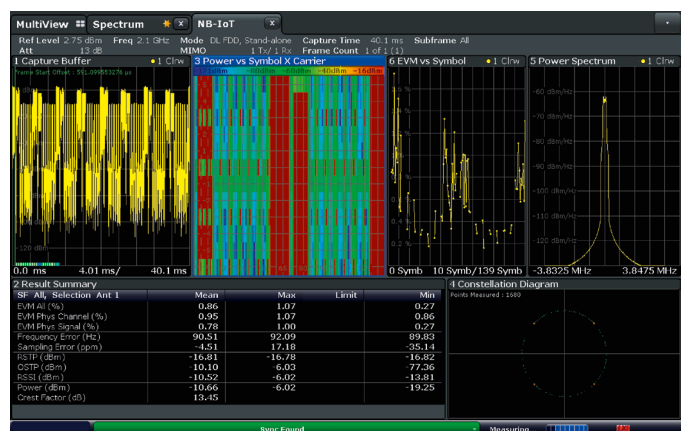 MultiView Spectrum X NB-IoT X
Ref Level 2.75 dBm Freq 2.1 GHz Mode DL FDD, Stand-alone Capture Time 40.1 ms Subframe All
Att 13 dB MIMO 1 Tx/ 1 Rx Frame Count 1 of 1 (1)
1 Capture Buffer 1 Clrw
3 Power vs Symbol X Carrier
6 EVM vs Symbol 1 Clrw
5 Power Spectrum 1 Clrw
Frame Start Offset : 591.099553276 µs
-120 dBm
0.0 ms 4.01 ms/ 40.1 ms
-80dBm -60dBm -40dBm -16dBm
0.2 %
0 Symb 10 Symb/139 Symb
-60 dBm/Hz
-80 dBm/Hz
-90 dBm/Hz
-100 dBm/Hz
-110 dBm/Hz
-120 dBm/Hz
-3.8325 MHz 3.8475 MHz
2 Result Summary
SF All, Selection Ant 1 Mean Max Limit Min
EVM All (%) 0.86 1.07 0.27
EVM Phys Channel (%) 0.95 1.07 0.86
EVM Phys Signal (%) 0.78 1.00 0.27
Frequency Error (Hz) 90.51 92.09 89.83
Sampling Error (ppm) -4.51 17.18 -35.14
RSTP (dBm) -16.81 -16.78 -16.82
OSTP (dBm) -10.10 -6.03 -77.36
RSSI (dBm) -10.52 -6.02 -13.81
Power (dBm) -10.66 -6.02 -19.25
Crest Factor (dB) 13.45
4 Constellation Diagram
Points Measured : 1680
Sync Found
Measuring...